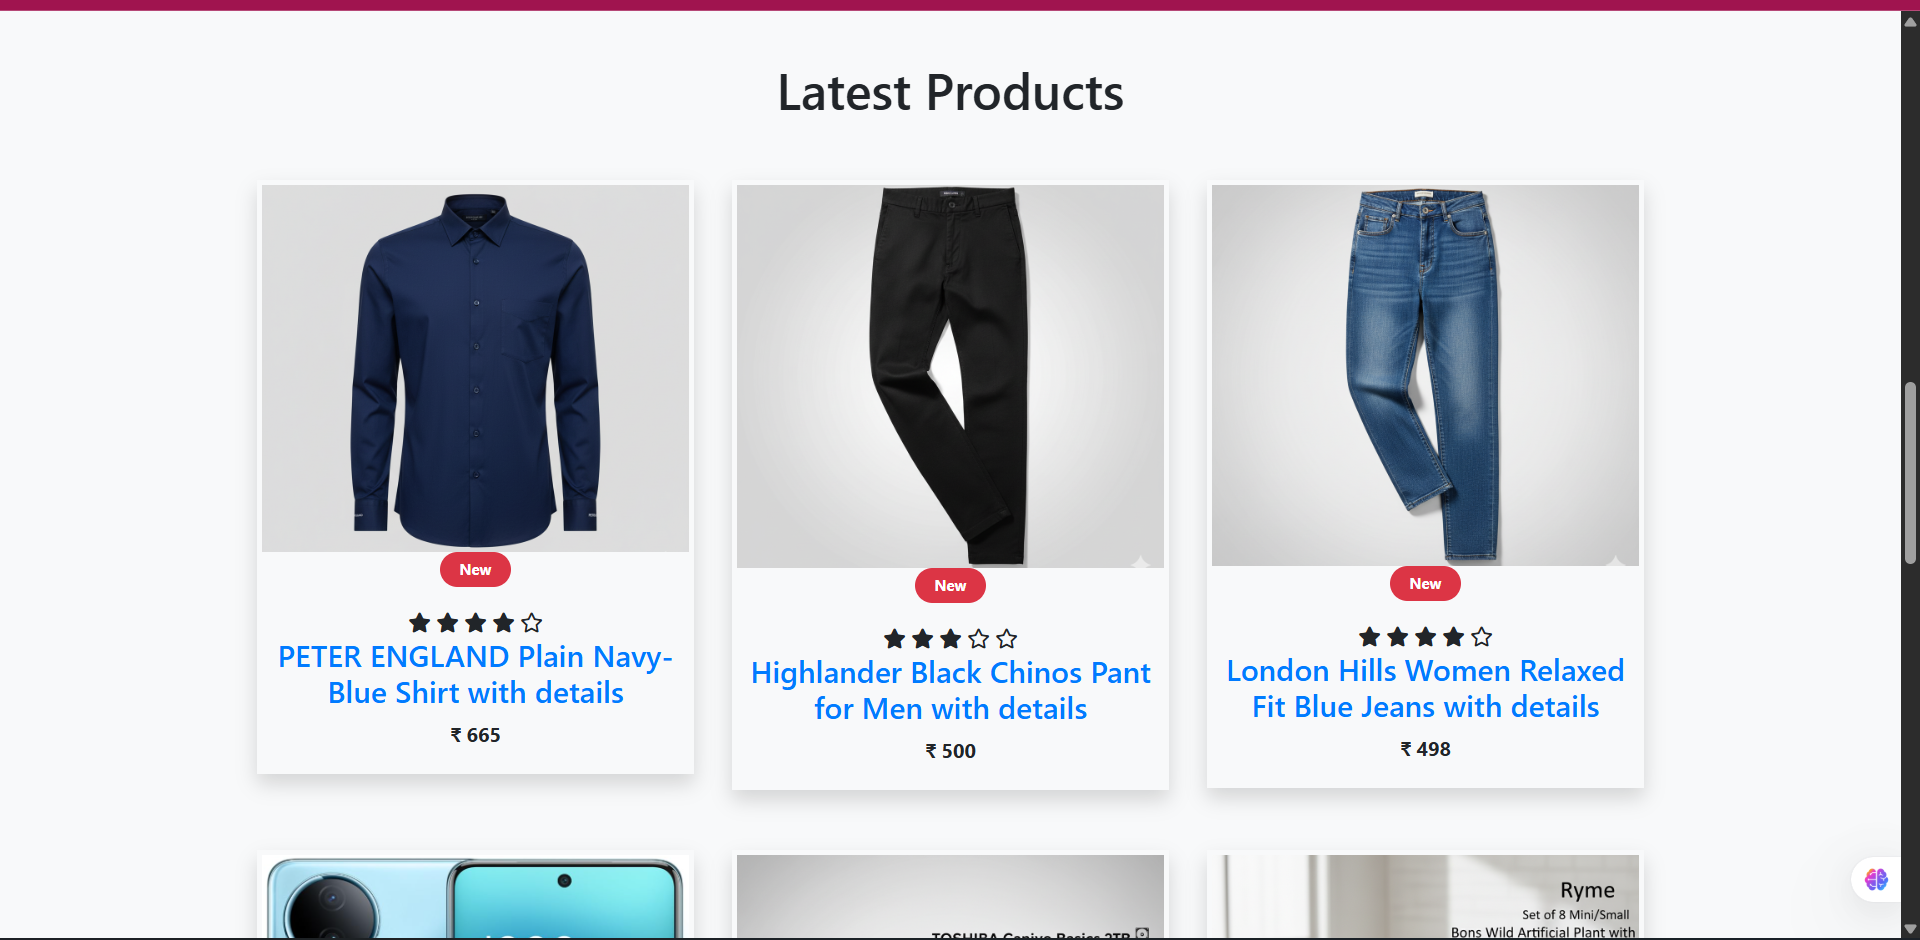 Latest Products
New
PETER ENGLAND Plain Navy-
Blue Shirt with details
₹ 665
New
Highlander Black Chinos Pant
for Men with details
₹ 500
New
London Hills Women Relaxed
Fit Blue Jeans with details
₹ 498
TOSHIBA Canvio Basics 2TB
Ryme
Set of 8 Mini/Small
Bons Wild Artificial Plant with